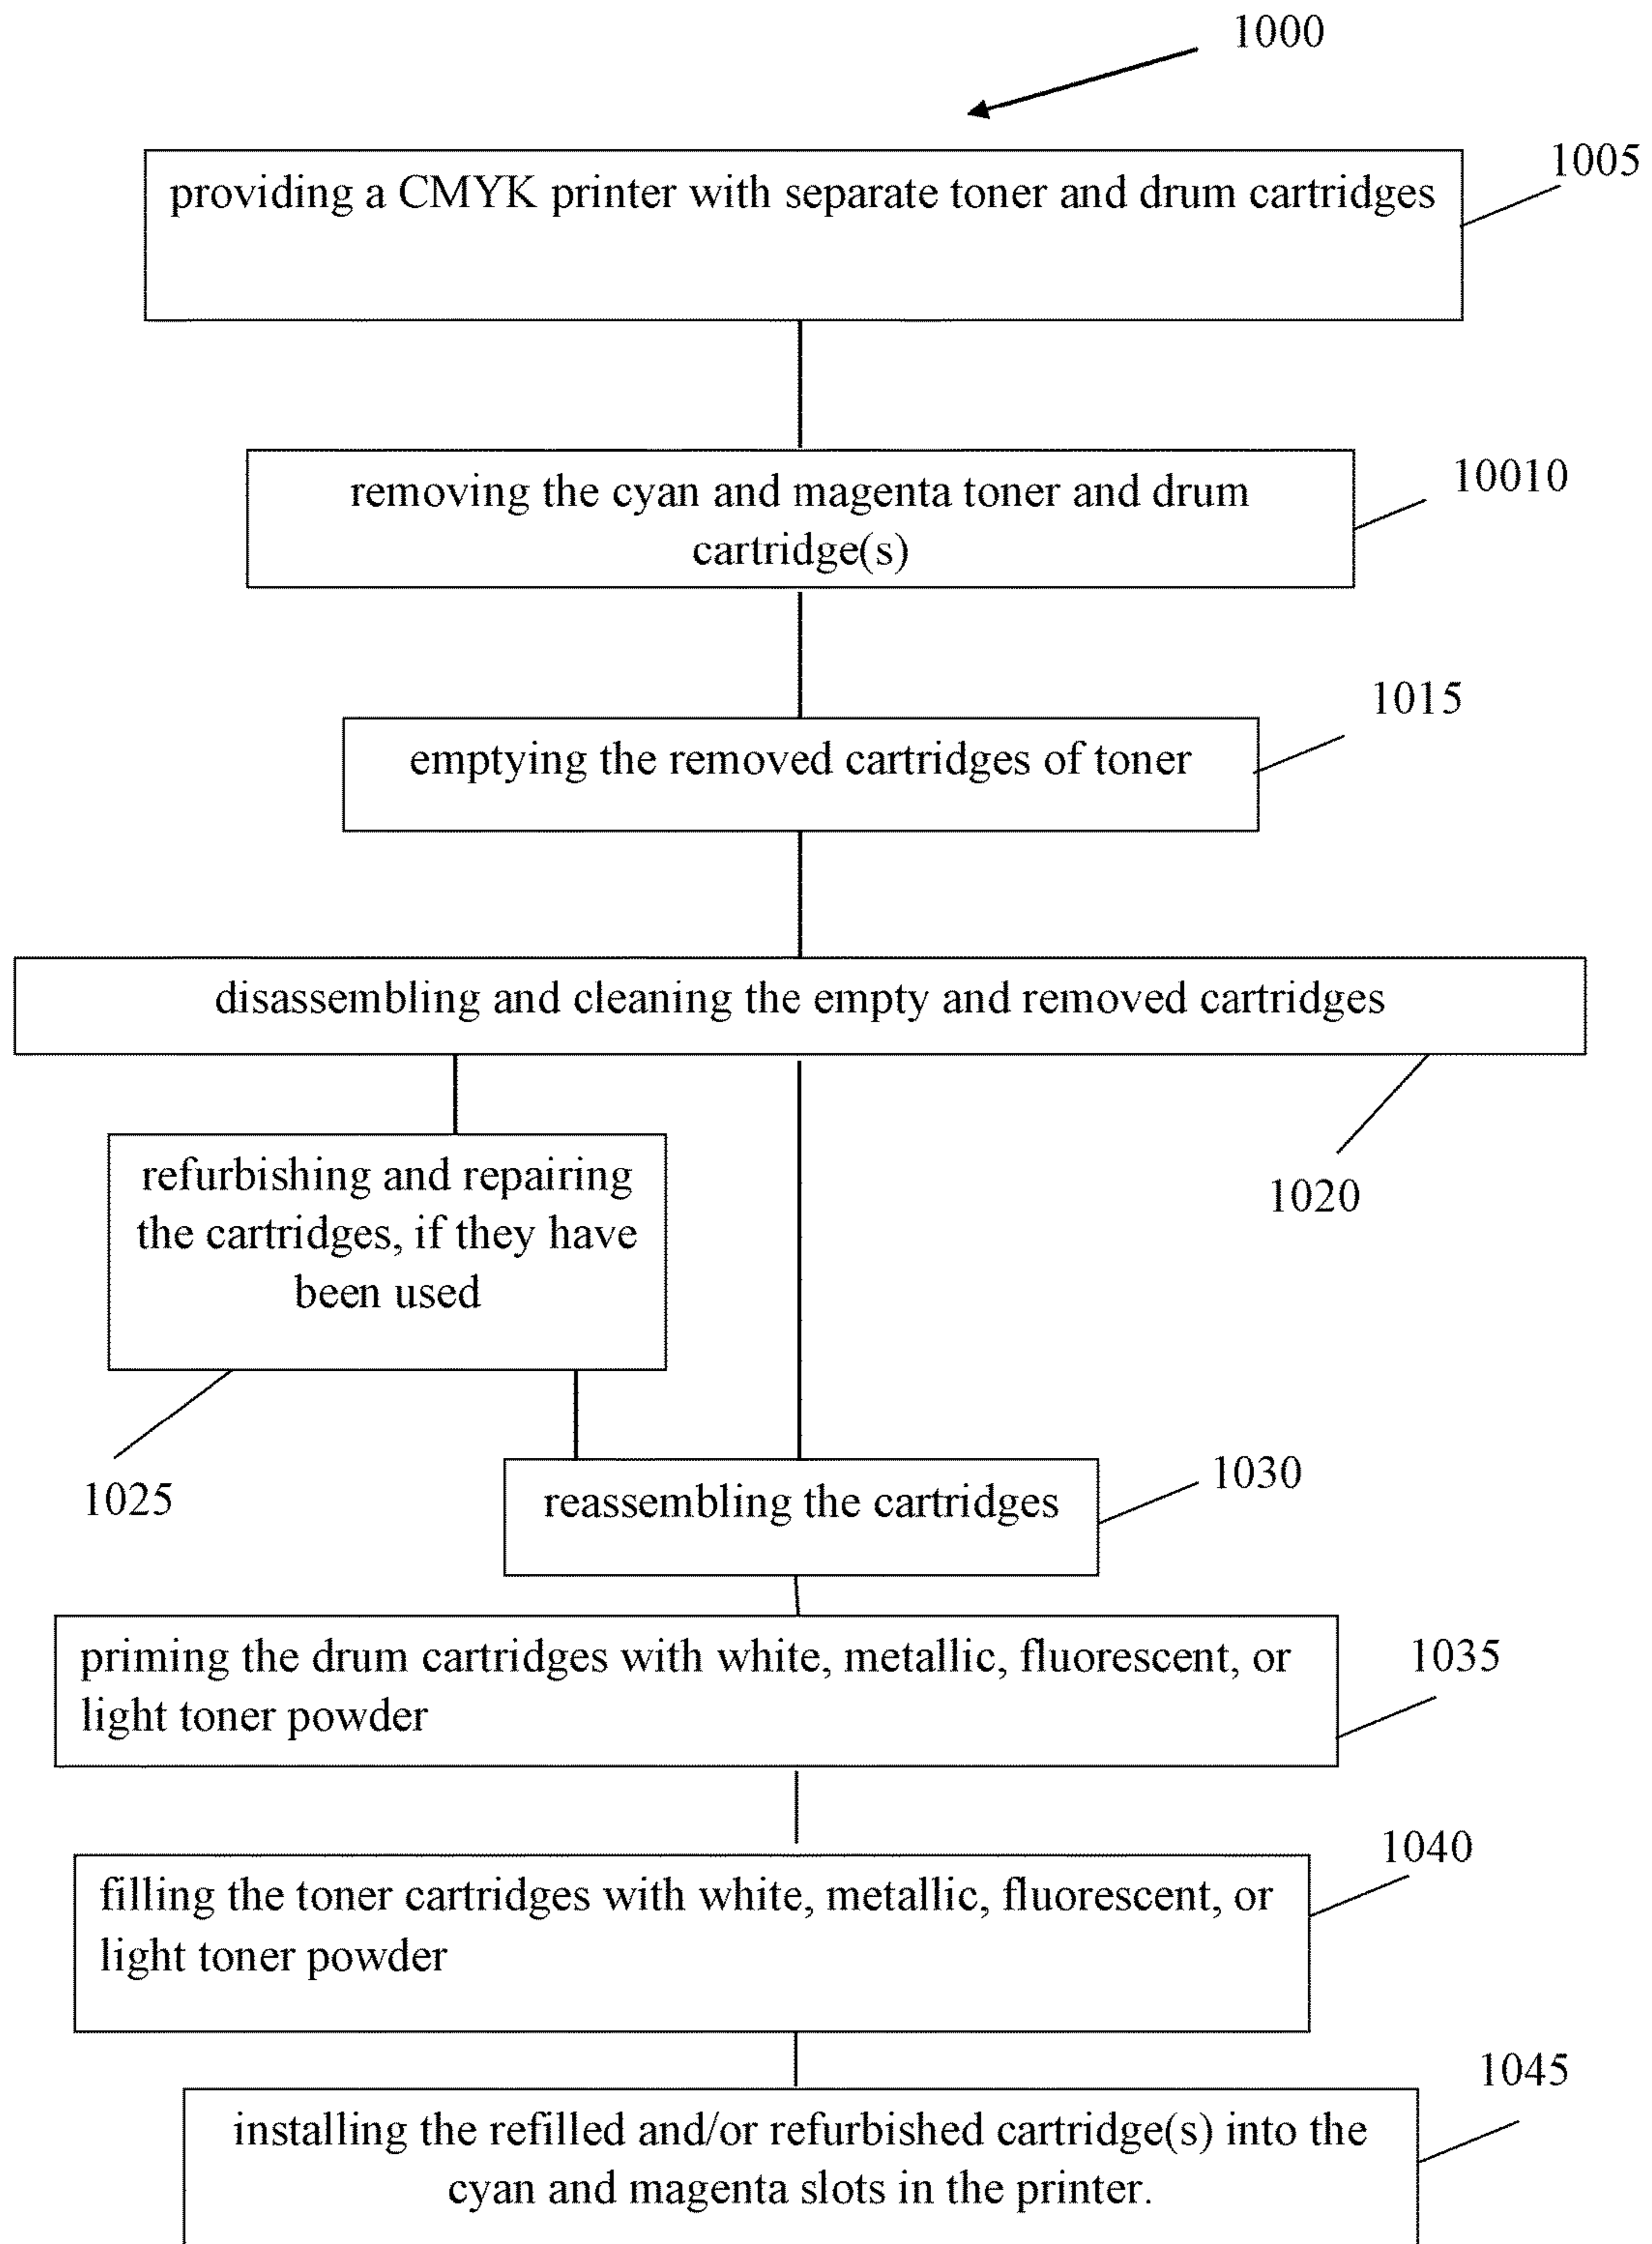 1000
1005
providing a CMYK printer with separate toner and drum cartridges
10010
removing the cyan and magenta toner and drum
cartridge(s)
1015
emptying the removed cartridges of toner
disassembling and cleaning the empty and removed cartridges
1020
refurbishing and repairing
the cartridges, if they have
been used
1025
1030
reassembling the cartridges
1035
priming the drum cartridges with white, metallic, fluorescent, or
light toner powder
1040
filling the toner cartridges with white, metallic, fluorescent, or
light toner powder
1045
installing the refilled and/or refurbished cartridge(s) into the
cyan and magenta slots in the printer.